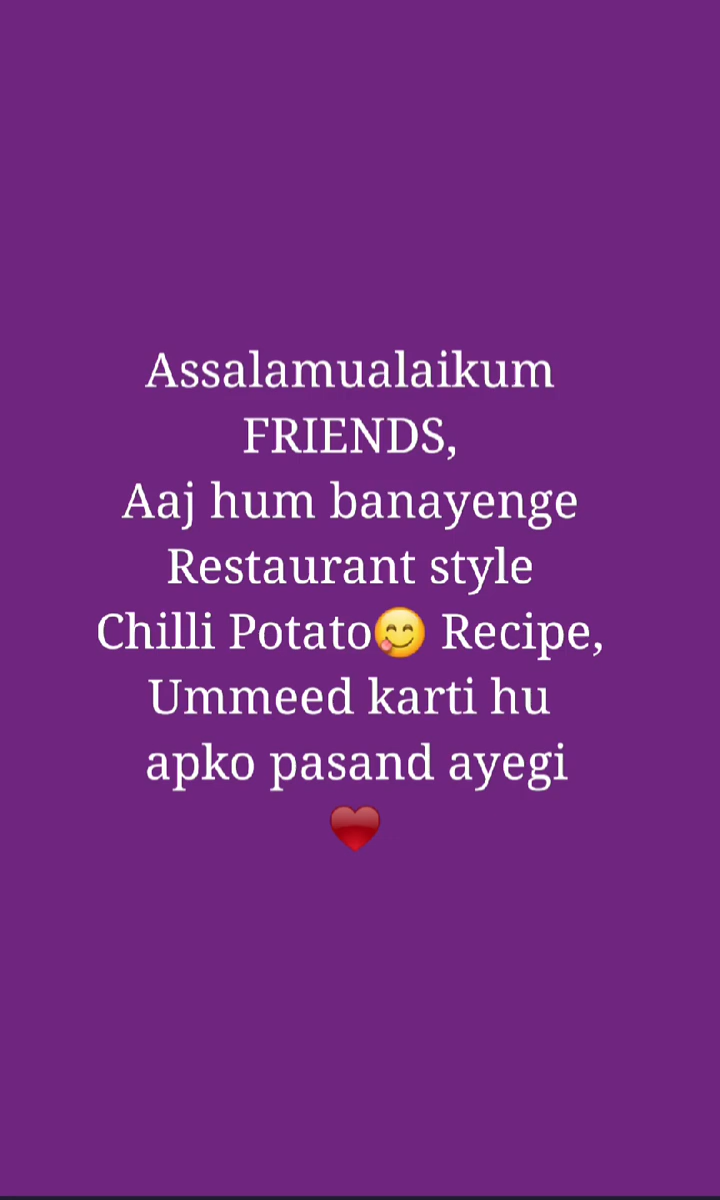 Assalamualaikum
FRIENDS,
Aaj hum banayenge
Restaurant style
Chilli Potato😋 Recipe,
Ummeed karti hu
apko pasand ayegi
❤️